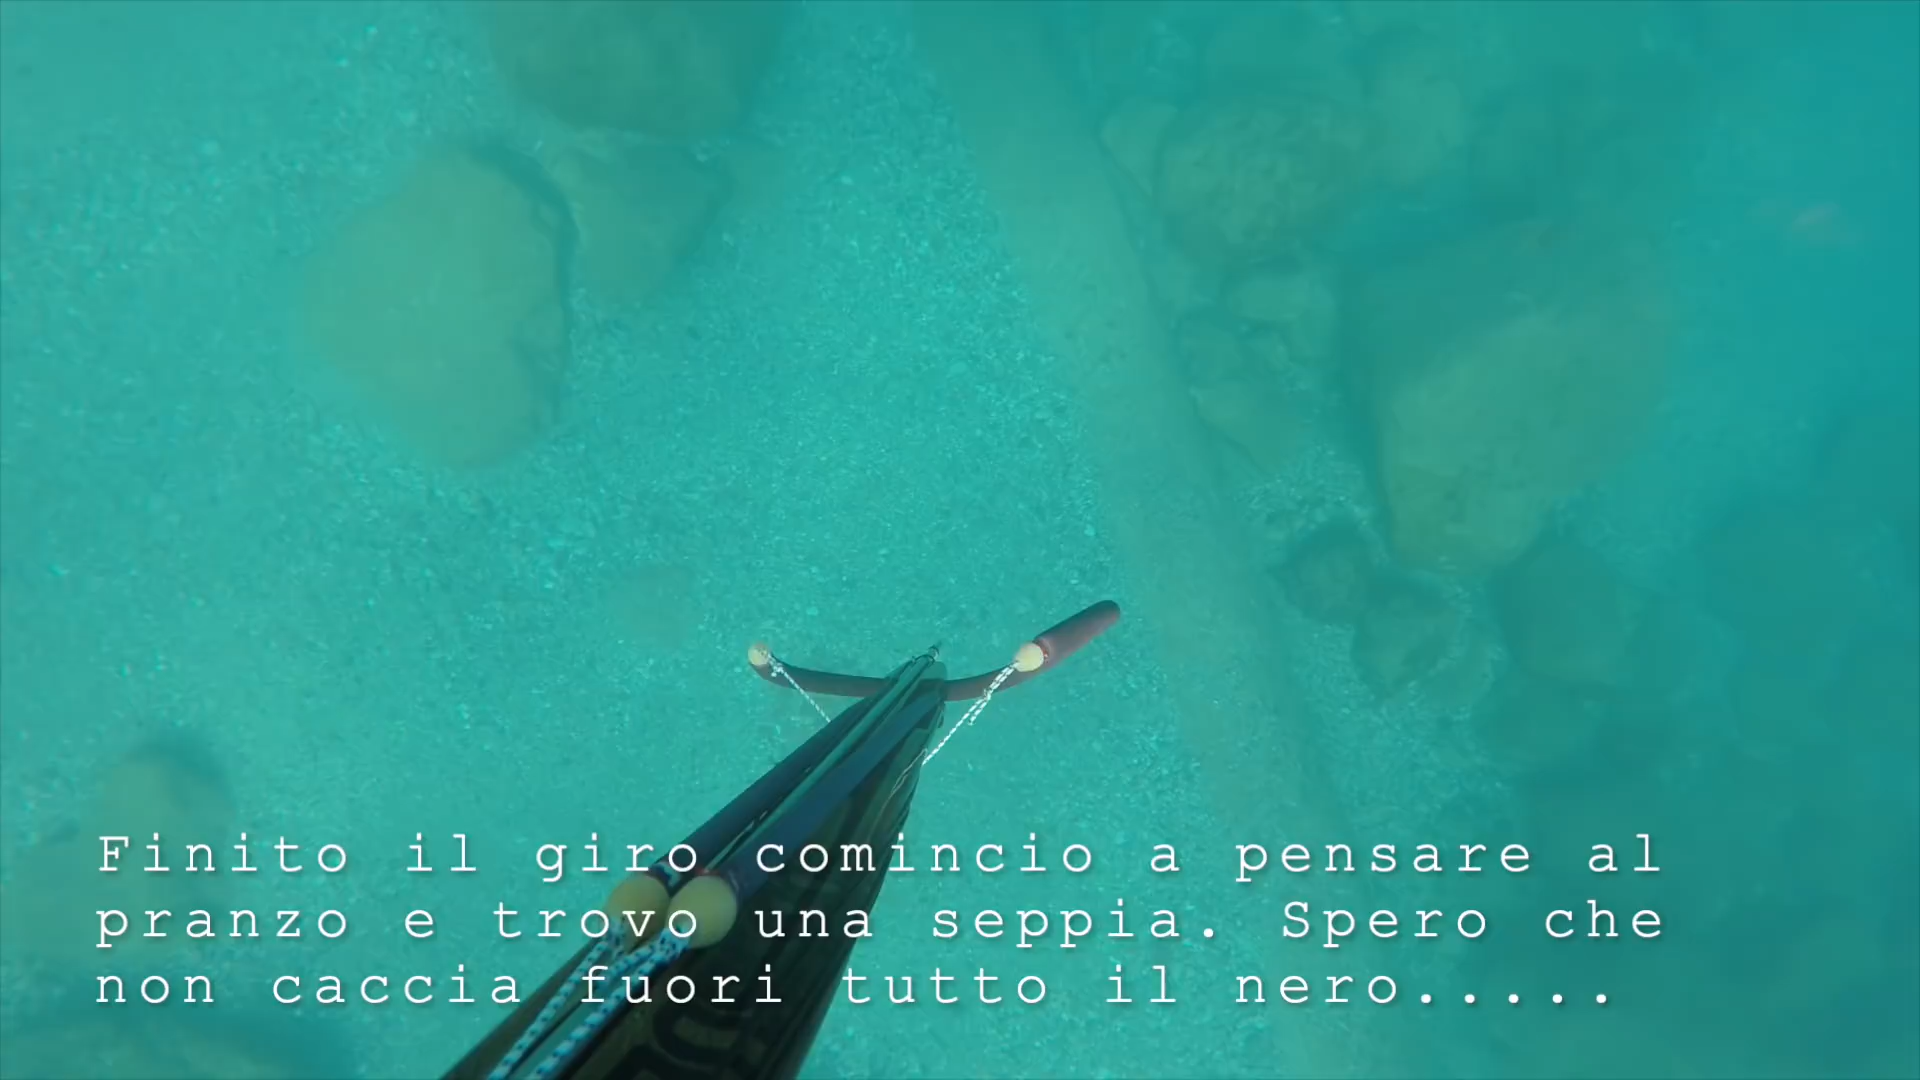 Finito il giro comincio a pensare al
pranzo e trovo una seppia. Spero che
non caccia fuori tutto il nero.....